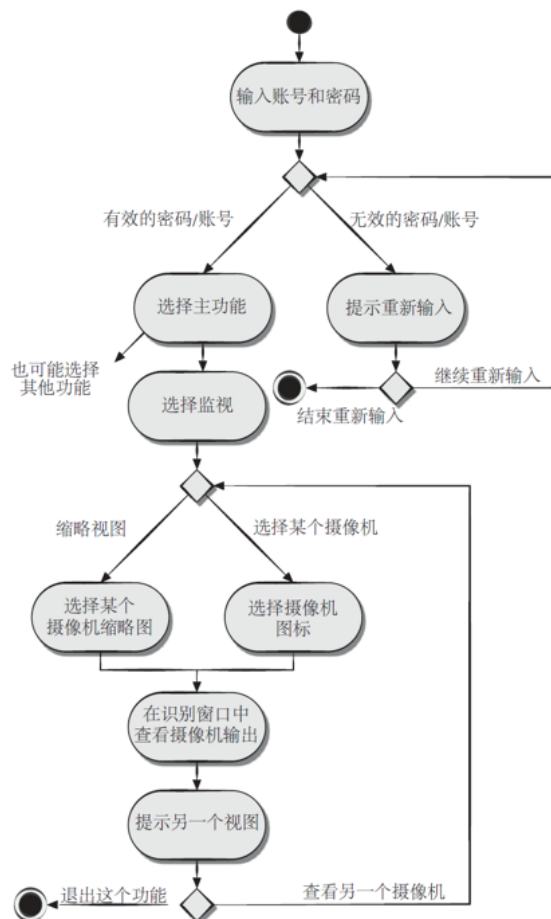 输入账号和密码
有效的密码/账号
无效的密码/账号
选择主功能
提示重新输入
也可能选择
其他功能
选择监视
继续重新输入
结束重新输入
缩略视图
选择某个摄像机
选择某个
摄像机缩略图
选择摄像机
图标
在识别窗口中
查看摄像机输出
提示另一个视图
退出这个功能
查看另一个摄像机